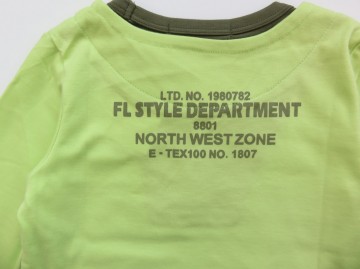 LTD. NO. 1980782
FL STYLE DEPARTMENT
8801
NORTH WEST ZONE
E - TEX100 NO. 1807